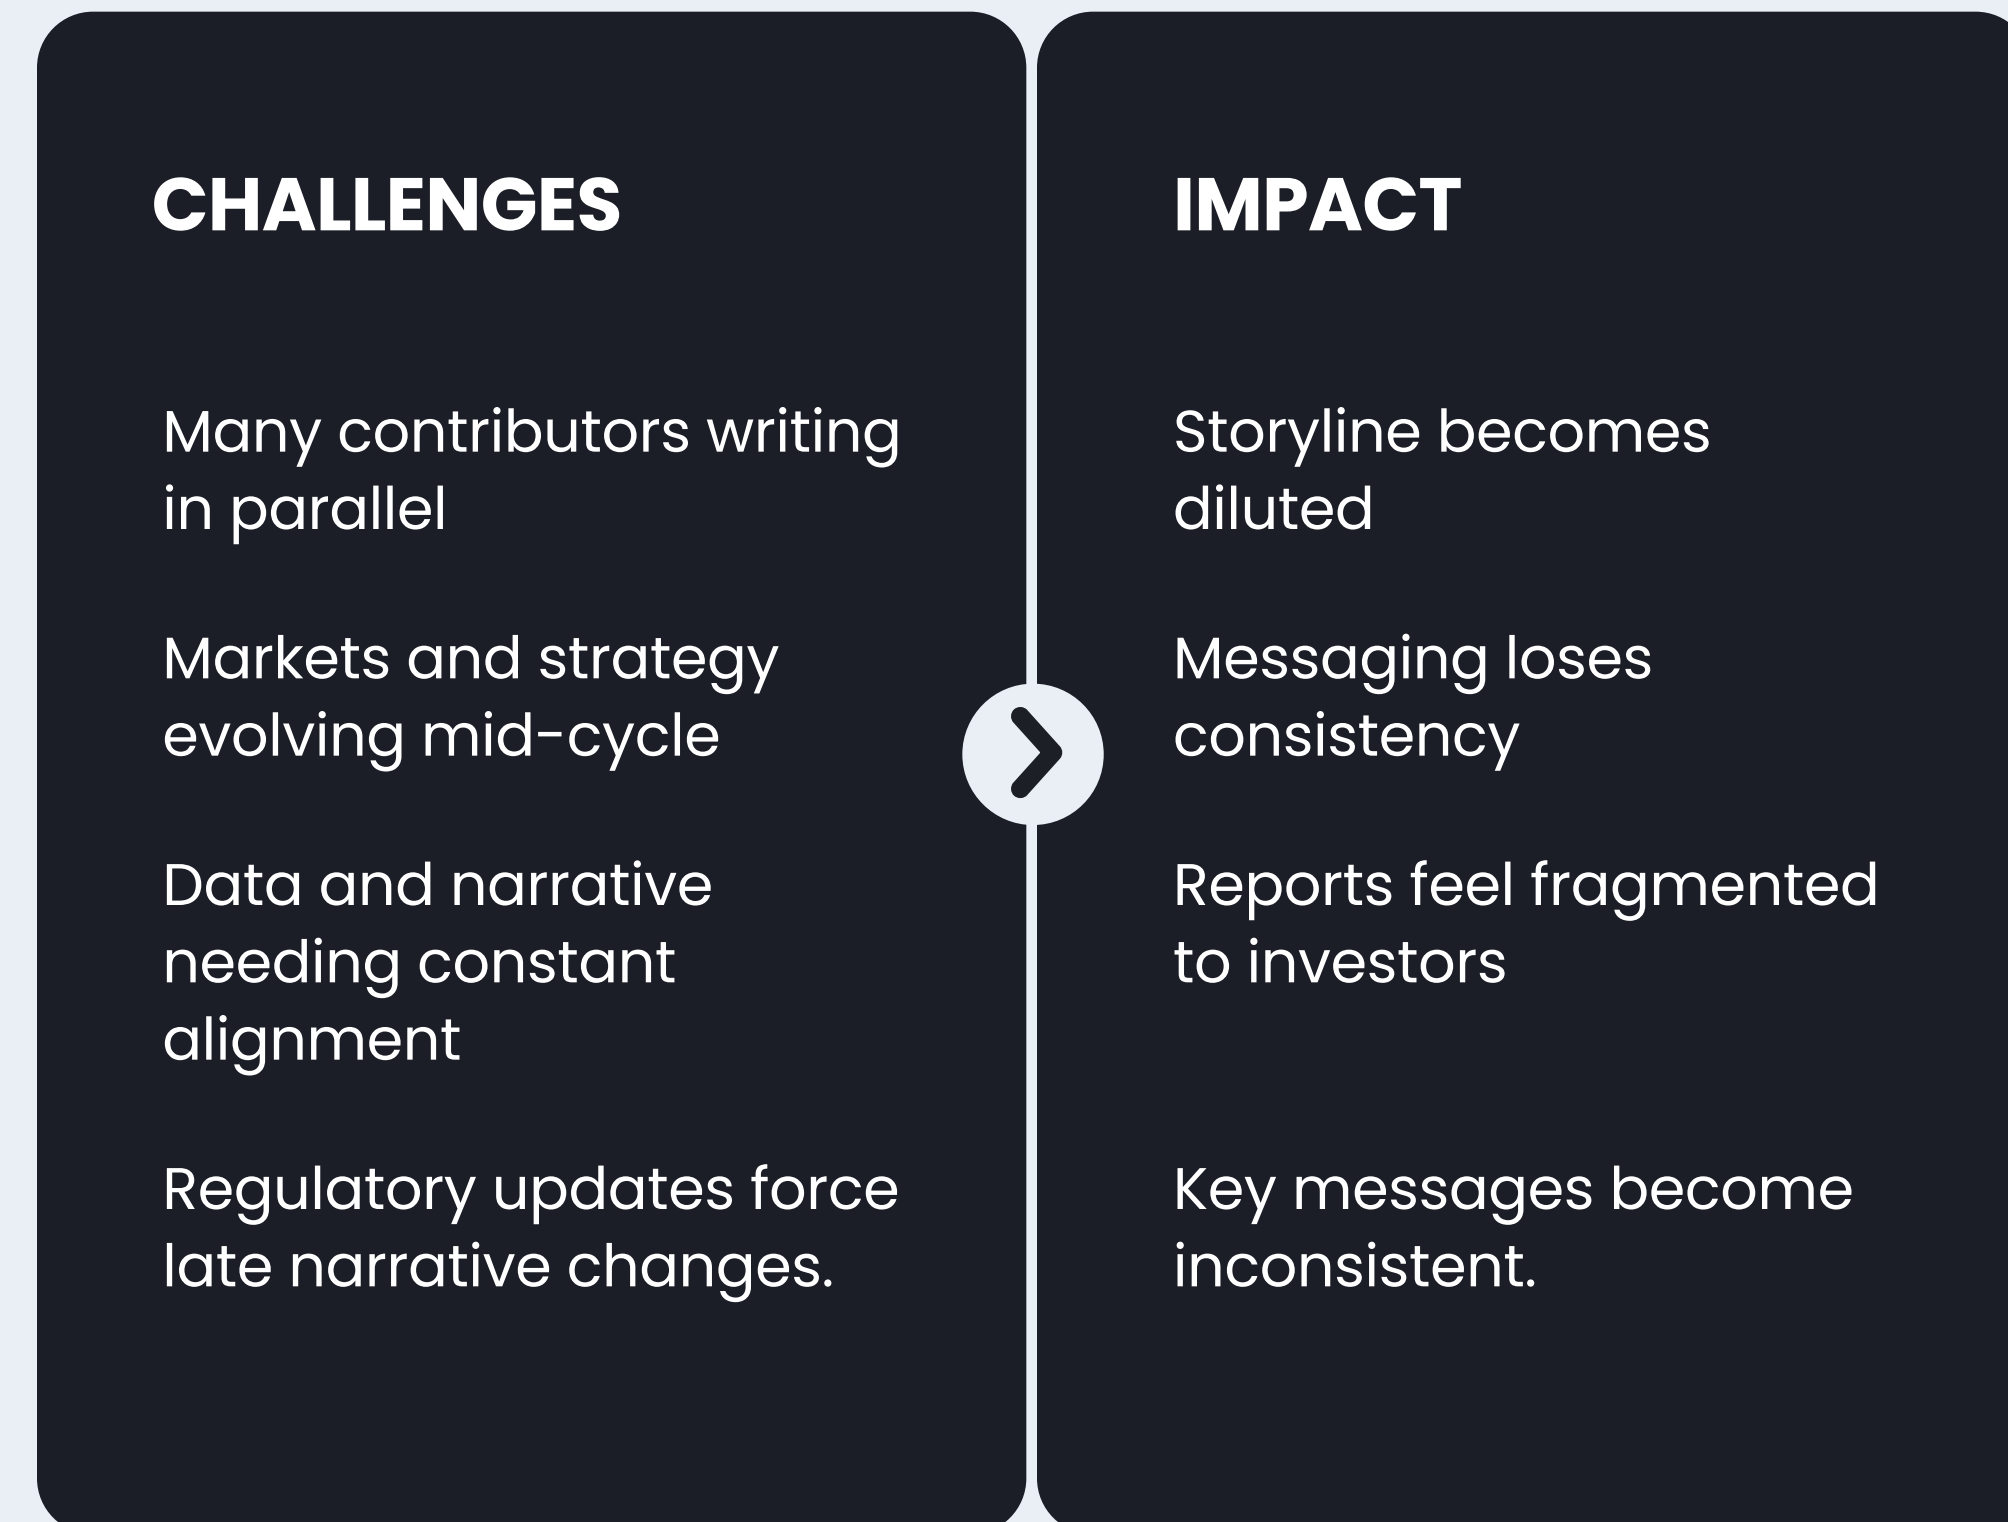 CHALLENGES
Many contributors writing
in parallel
Markets and strategy
evolving mid-cycle
Data and narrative
needing constant
alignment
Regulatory updates force
late narrative changes.
IMPACT
Storyline becomes
diluted
Messaging loses
consistency
Reports feel fragmented
to investors
Key messages become
inconsistent.